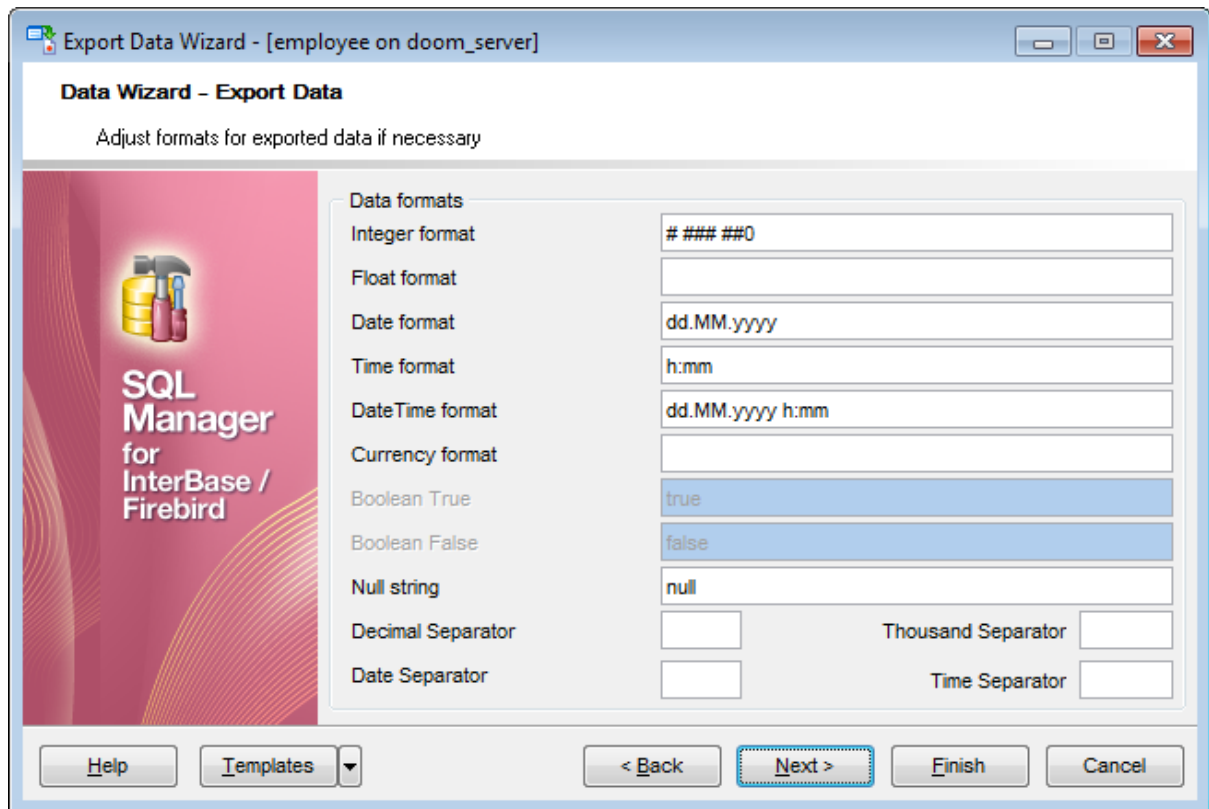 Export Data Wizard - [employee on doom_server]
Data Wizard - Export Data
Adjust formats for exported data if necessary
SQL
Manager
for
InterBase /
Firebird
Data formats
Integer format # ### ##0
Float format
Date format dd.MM.yyyy
Time format h:mm
DateTime format dd.MM.yyyy h:mm
Currency format
Boolean True true
Boolean False false
Null string null
Decimal Separator Thousand Separator
Date Separator Time Separator
Help Templates < Back Next > Finish Cancel